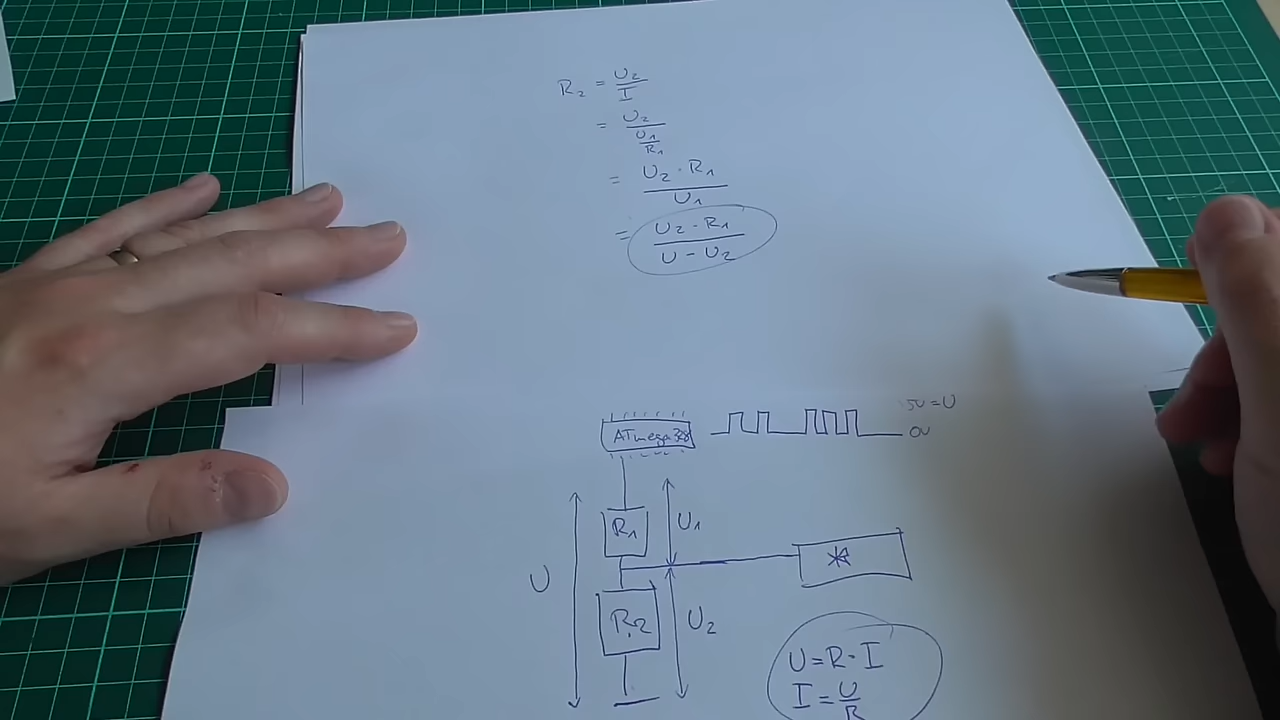 R₂ = U₂/I
= U₂/(U₁/R₁)
= (U₂ · R₁)/U₁
= (U₂ · R₁)/(U - U₂)
ATmega328
5V = U
0V
R₁
U₁
U
R₂
U₂
U = R · I
I = U/R